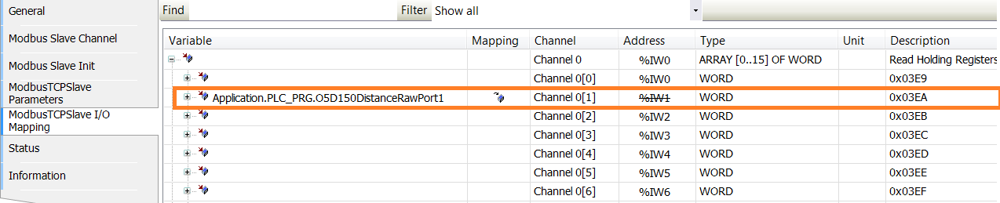 General
Modbus Slave Channel
Modbus Slave Init
ModbusTCPSlave
Parameters
ModbusTCPSlave I/O
Mapping
Status
Information
Find Filter Show all
Variable Mapping Channel Address Type Unit Description
Channel 0 %IW0 ARRAY [0..15] OF WORD Read Holding Registers
Channel 0[0] %IW0 WORD 0x03E9
Application.PLC_PRG.O5D150DistanceRawPort1 Channel 0[1] %IW1 WORD 0x03EA
Channel 0[2] %IW2 WORD 0x03EB
Channel 0[3] %IW3 WORD 0x03EC
Channel 0[4] %IW4 WORD 0x03ED
Channel 0[5] %IW5 WORD 0x03EE
Channel 0[6] %IW6 WORD 0x03EF